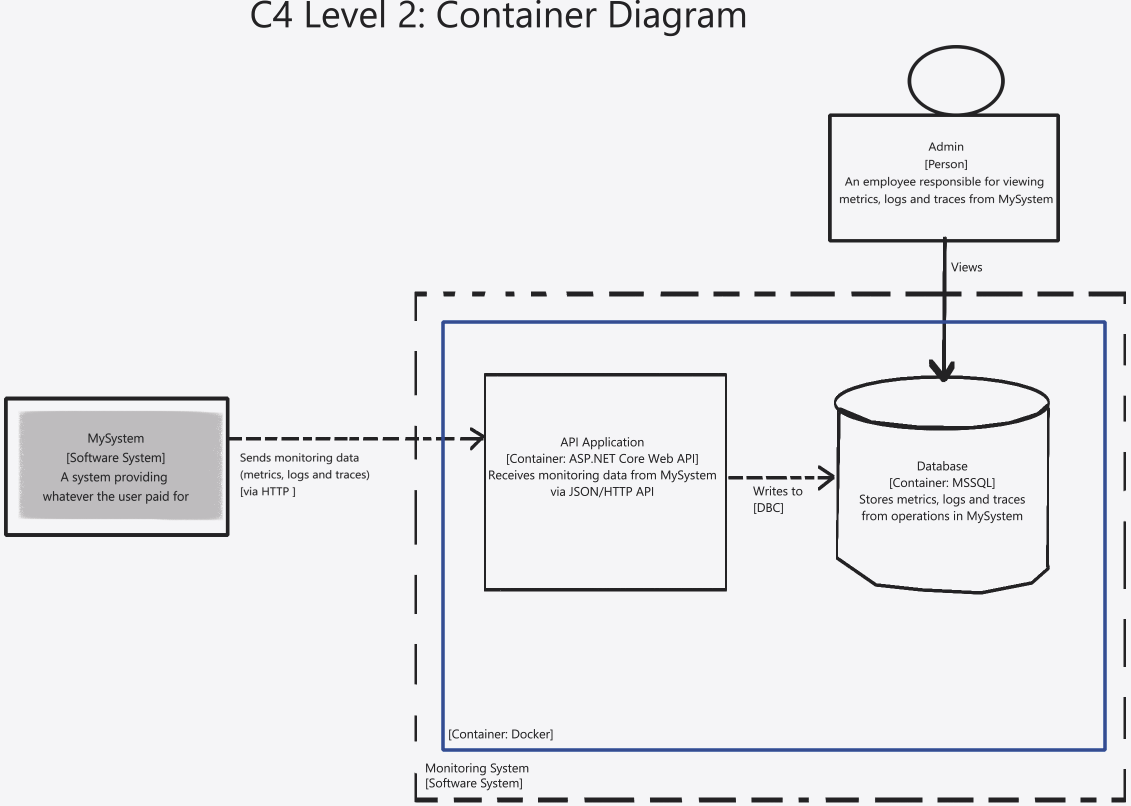 C4 Level 2: Container Diagram
Admin
[Person]
An employee responsible for viewing
metrics, logs and traces from MySystem
Views
MySystem
[Software System]
A system providing
whatever the user paid for
Sends monitoring data
(metrics, logs and traces)
[via HTTP ]
API Application
[Container: ASP.NET Core Web API]
Receives monitoring data from MySystem
via JSON/HTTP API
Writes to
[DBC]
Database
[Container: MSSQL]
Stores metrics, logs and traces
from operations in MySystem
[Container: Docker]
Monitoring System
[Software System]